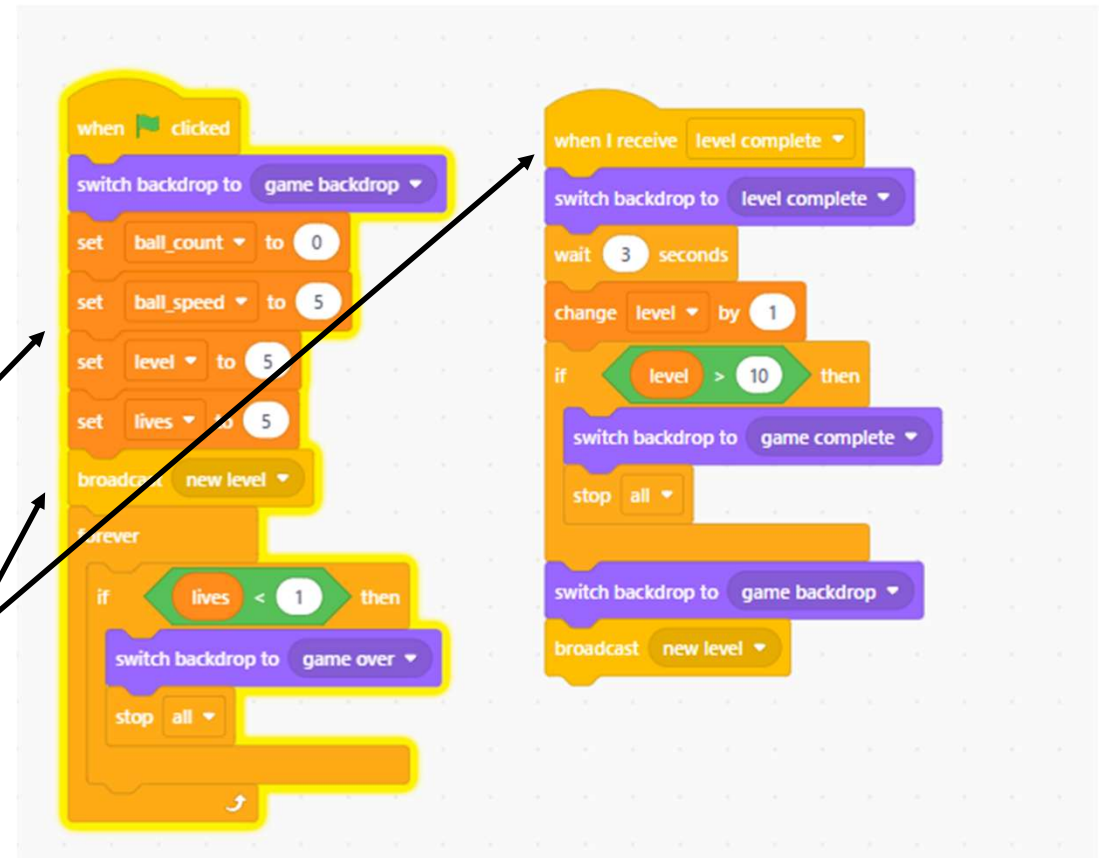 when clicked
switch backdrop to game backdrop
set ball_count to 0
set ball_speed to 5
set level to 5
set lives to 5
broadcast new level
forever
if lives < 1 then
switch backdrop to game over
stop all
when I receive level complete
switch backdrop to level complete
wait 3 seconds
change level by 1
if level > 10 then
switch backdrop to game complete
stop all
switch backdrop to game backdrop
broadcast new level